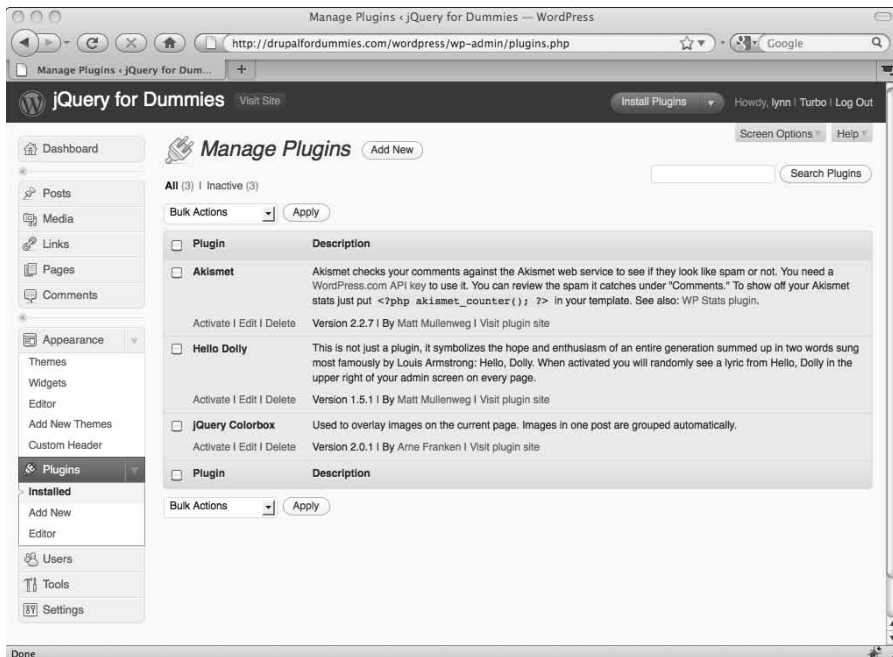 Manage Plugins ‹ jQuery for Dummies — WordPress
http://drupalfordummies.com/wordpress/wp-admin/plugins.php
Google
Manage Plugins ‹ jQuery for Dum...
+
jQuery for Dummies
Visit Site
Install Plugins
Howdy, lynn | Turbo | Log Out
Screen Options
Help
Dashboard
Posts
Media
Links
Pages
Comments
Appearance
Themes
Widgets
Editor
Add New Themes
Custom Header
Plugins
Installed
Add New
Editor
Users
Tools
Settings
Manage Plugins
Add New
Search Plugins
All (3) | Inactive (3)
Bulk Actions
Apply
Plugin Description
Akismet
Akismet checks your comments against the Akismet web service to see if they look like spam or not. You need a
WordPress.com API key to use it. You can review the spam it catches under "Comments." To show off your Akismet
stats just put <?php akismet_counter(); ?> in your template. See also: WP Stats plugin.
Activate | Edit | Delete
Version 2.2.7 | By Matt Mullenweg | Visit plugin site
Hello Dolly
This is not just a plugin, it symbolizes the hope and enthusiasm of an entire generation summed up in two words sung
most famously by Louis Armstrong: Hello, Dolly. When activated you will randomly see a lyric from Hello, Dolly in the
upper right of your admin screen on every page.
Activate | Edit | Delete
Version 1.5.1 | By Matt Mullenweg | Visit plugin site
jQuery Colorbox
Used to overlay images on the current page. Images in one post are grouped automatically.
Activate | Edit | Delete
Version 2.0.1 | By Arne Franken | Visit plugin site
Plugin Description
Bulk Actions
Apply
Done